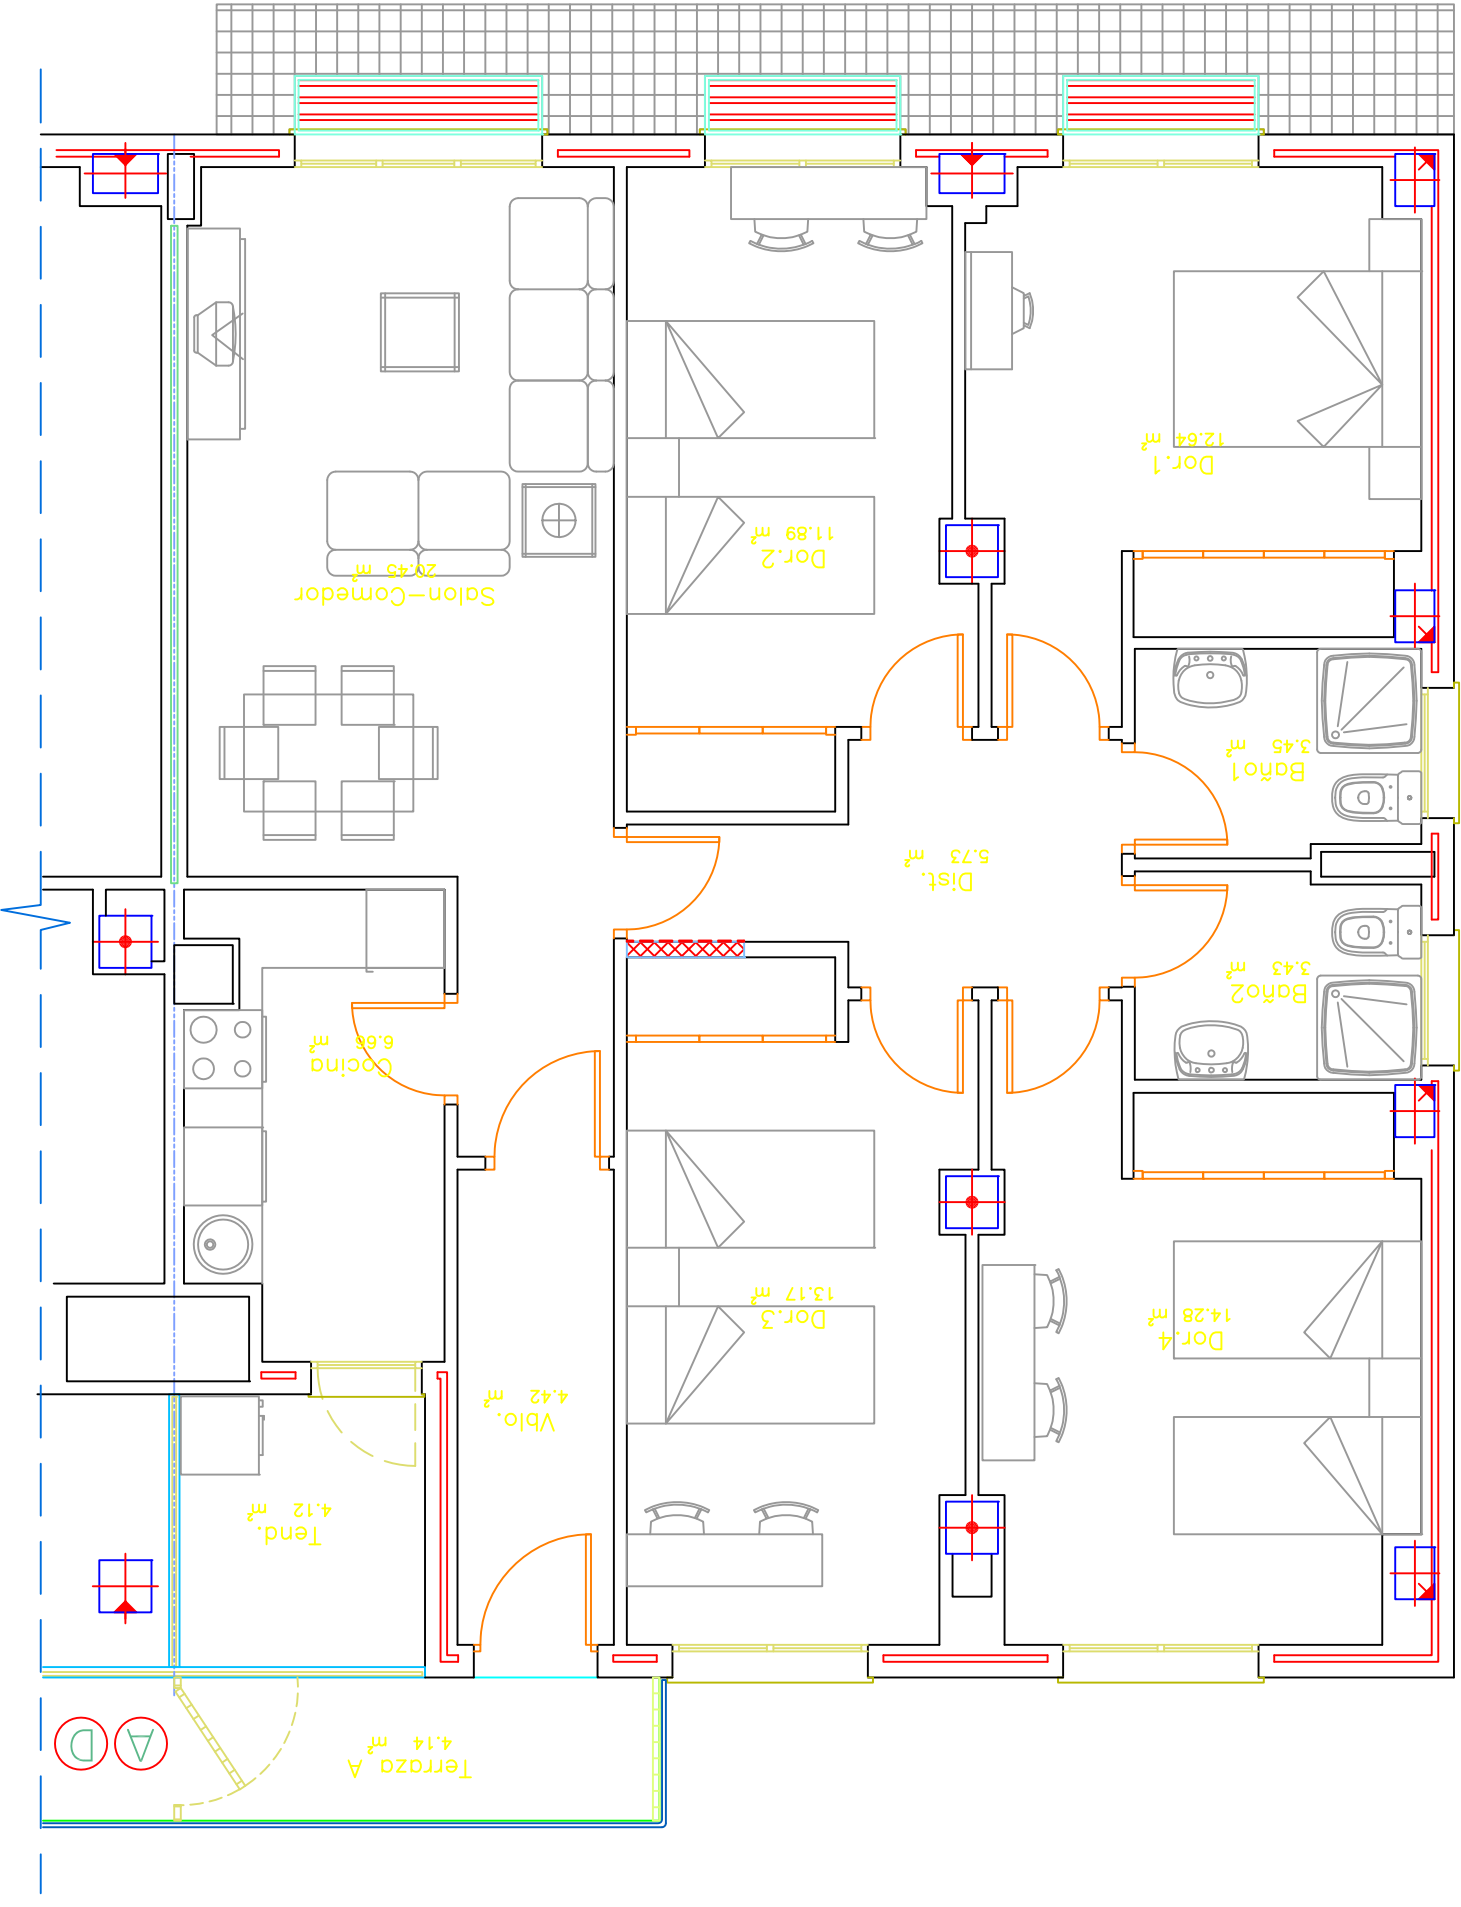 Terraza A
4.14 m²
A D
Tend.
4.12 m²
Vblo.
4.42 m²
Dor.4
14.28 m²
Dor.3
13.17 m²
Cocina
6.66 m²
Baño2
3.43 m²
Dist.
5.73 m²
Baño1
3.45 m²
Salon-Comedor
20.45 m²
Dor.2
11.89 m²
Dor.1
12.64 m²